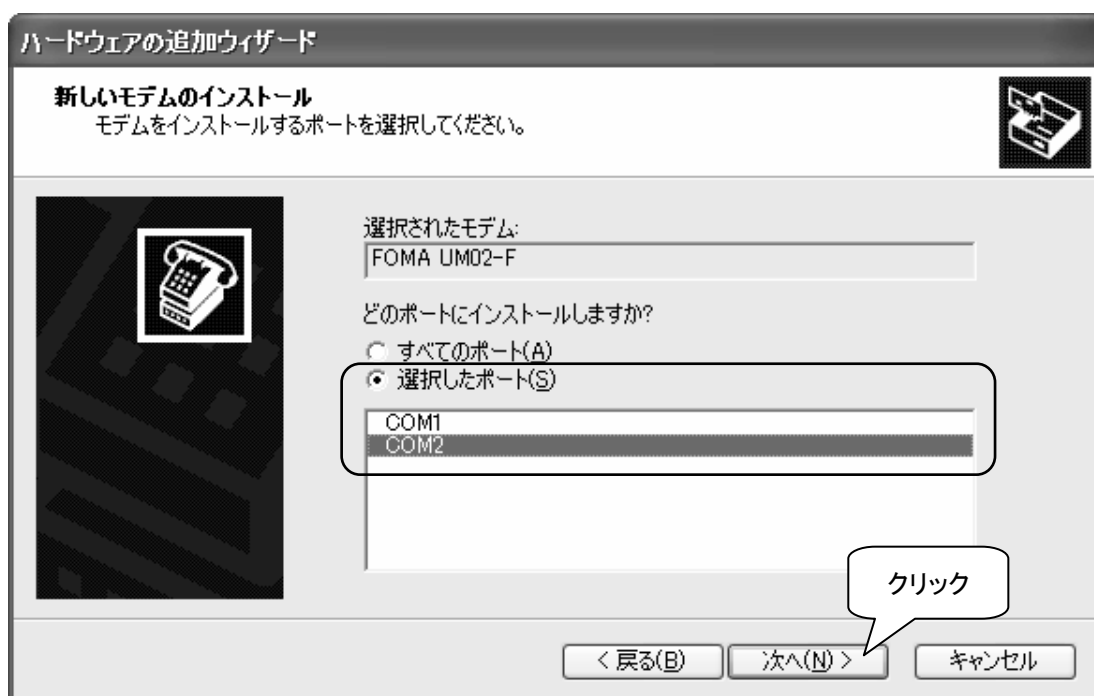 ハードウェアの追加ウィザード
新しいモデムのインストール
モデムをインストールするポートを選択してください。
選択されたモデム:
FOMA UM02-F
どのポートにインストールしますか?
すべてのポート(A)
選択したポート(S)
COM1
COM2
クリック
< 戻る(B)
次へ(N) >
キャンセル